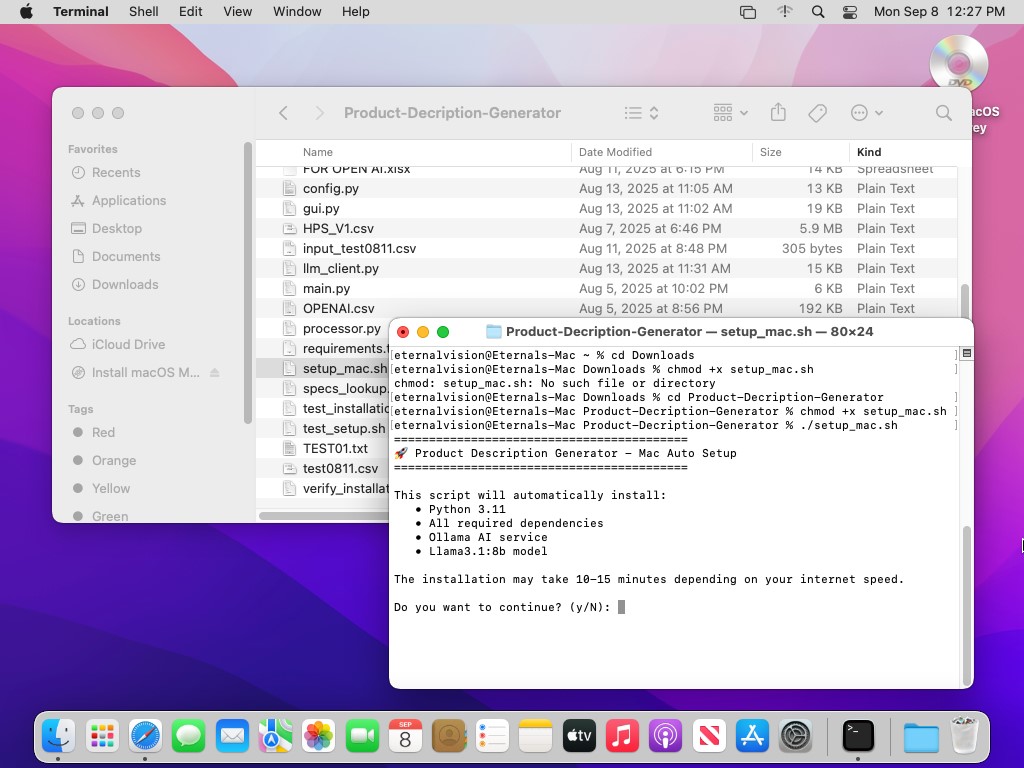 Terminal Shell Edit View Window Help Mon Sep 8 12:27 PM
DVD
Product-Decription-Generator
Favorites
Recents
Applications
Desktop
Documents
Downloads
Locations
iCloud Drive
Install macOS M...
Tags
Red
Orange
Yellow
Green
Name Date Modified Size Kind
FOR OPEN AI.xlsx Aug 11, 2025 at 6:15 PM 14 KB Spreadsheet
config.py Aug 13, 2025 at 11:05 AM 13 KB Plain Text
gui.py Aug 13, 2025 at 11:02 AM 19 KB Plain Text
HPS_V1.csv Aug 7, 2025 at 6:46 PM 5.9 MB Plain Text
input_test0811.csv Aug 11, 2025 at 8:48 PM 305 bytes Plain Text
llm_client.py Aug 13, 2025 at 11:31 AM 15 KB Plain Text
main.py Aug 5, 2025 at 10:02 PM 6 KB Plain Text
OPENAI.csv Aug 5, 2025 at 8:56 PM 192 KB Plain Text
processor.py
requirements.t
setup_mac.sh
specs_lookup.
test_installatio
test_setup.sh
TEST01.txt
test0811.csv
verify_installat
acOS
rey
Product-Decription-Generator — setup_mac.sh — 80×24
[eternalvision@Eternals-Mac ~ % cd Downloads ]
[eternalvision@Eternals-Mac Downloads % chmod +x setup_mac.sh ]
chmod: setup_mac.sh: No such file or directory
[eternalvision@Eternals-Mac Downloads % cd Product-Decription-Generator ]
[eternalvision@Eternals-Mac Product-Decription-Generator % chmod +x setup_mac.sh ]
[eternalvision@Eternals-Mac Product-Decription-Generator % ./setup_mac.sh ]
==========================================
🚀 Product Description Generator - Mac Auto Setup
==========================================
This script will automatically install:
• Python 3.11
• All required dependencies
• Ollama AI service
• Llama3.1:8b model
The installation may take 10-15 minutes depending on your internet speed.
Do you want to continue? (y/N):
SEP
8
tv
>_